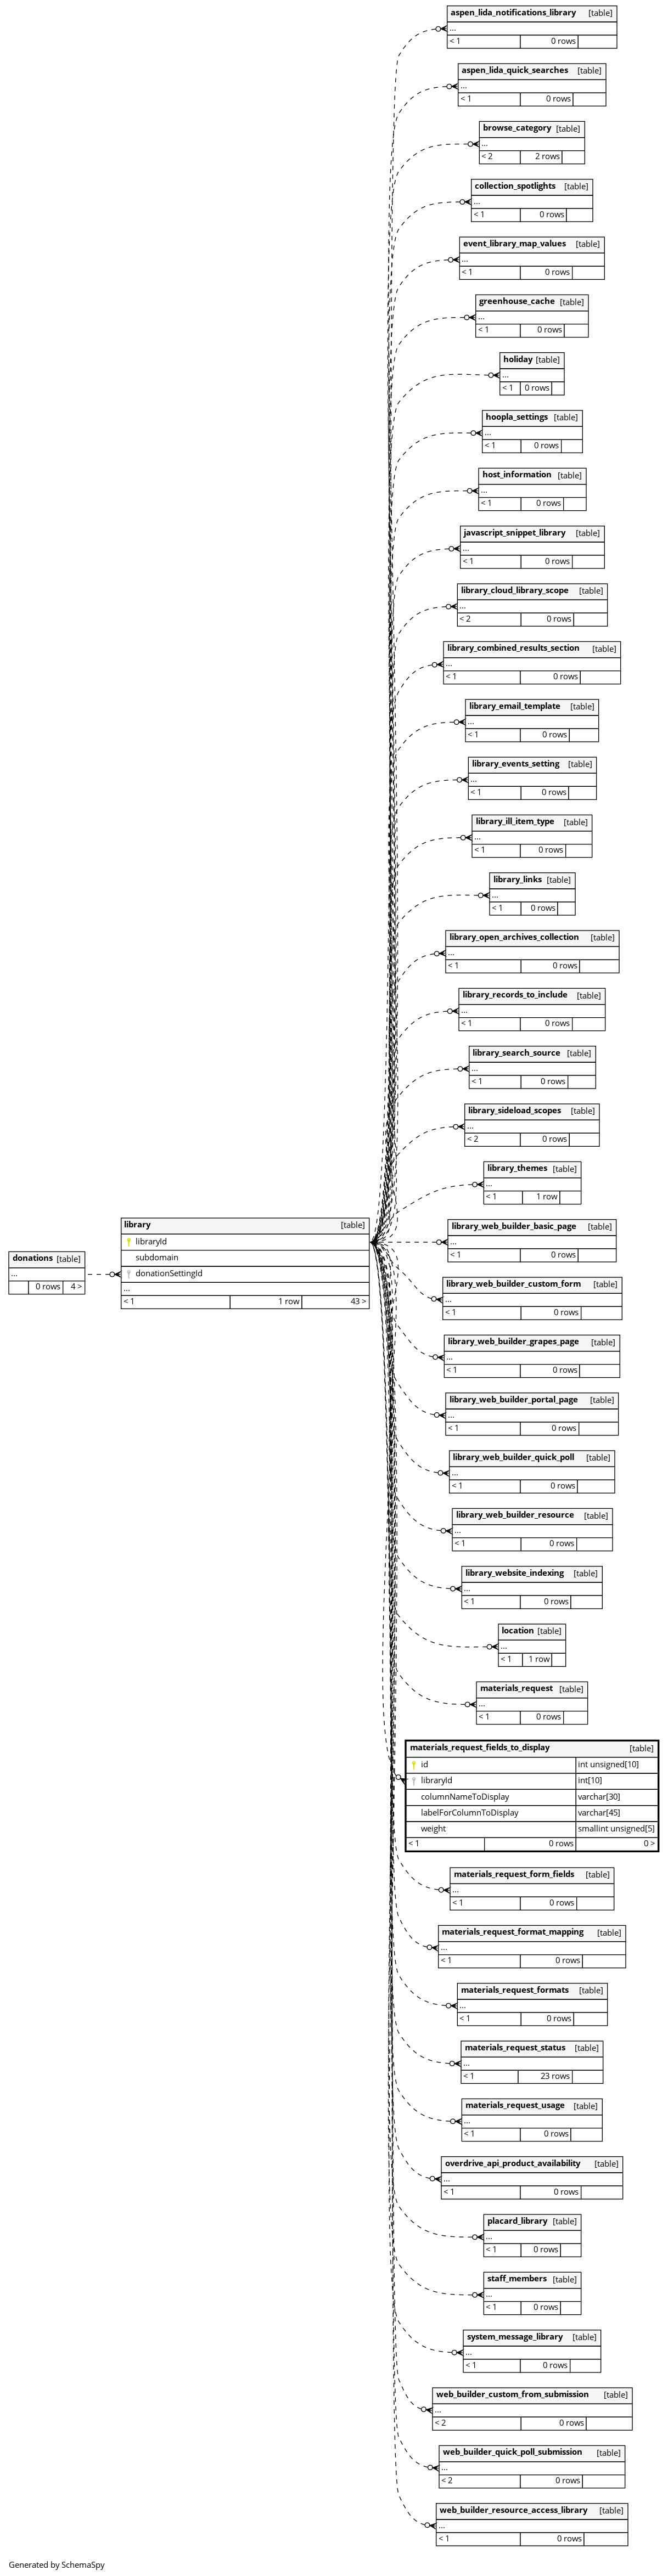 aspen_lida_notifications_library [table]
...
< 1 0 rows
aspen_lida_quick_searches [table]
...
< 1 0 rows
browse_category [table]
...
< 2 2 rows
collection_spotlights [table]
...
< 1 0 rows
event_library_map_values [table]
...
< 1 0 rows
greenhouse_cache [table]
...
< 1 0 rows
holiday [table]
...
< 1 0 rows
hoopla_settings [table]
...
< 1 0 rows
host_information [table]
...
< 1 0 rows
javascript_snippet_library [table]
...
< 1 0 rows
library_cloud_library_scope [table]
...
< 2 0 rows
library_combined_results_section [table]
...
< 1 0 rows
library_email_template [table]
...
< 1 0 rows
library_events_setting [table]
...
< 1 0 rows
library_ill_item_type [table]
...
< 1 0 rows
library_links [table]
...
< 1 0 rows
library_open_archives_collection [table]
...
< 1 0 rows
library_records_to_include [table]
...
< 1 0 rows
library_search_source [table]
...
< 1 0 rows
library_sideload_scopes [table]
...
< 2 0 rows
library_themes [table]
...
< 1 1 row
donations [table]
...
0 rows 4 >
library [table]
libraryId
subdomain
donationSettingId
...
< 1 1 row 43 >
library_web_builder_basic_page [table]
...
< 1 0 rows
library_web_builder_custom_form [table]
...
< 1 0 rows
library_web_builder_grapes_page [table]
...
< 1 0 rows
library_web_builder_portal_page [table]
...
< 1 0 rows
library_web_builder_quick_poll [table]
...
< 1 0 rows
library_web_builder_resource [table]
...
< 1 0 rows
library_website_indexing [table]
...
< 1 0 rows
location [table]
...
< 1 1 row
materials_request [table]
...
< 1 0 rows
materials_request_fields_to_display [table]
id int unsigned[10]
libraryId int[10]
columnNameToDisplay varchar[30]
labelForColumnToDisplay varchar[45]
weight smallint unsigned[5]
< 1 0 rows 0 >
materials_request_form_fields [table]
...
< 1 0 rows
materials_request_format_mapping [table]
...
< 1 0 rows
materials_request_formats [table]
...
< 1 0 rows
materials_request_status [table]
...
< 1 23 rows
materials_request_usage [table]
...
< 1 0 rows
overdrive_api_product_availability [table]
...
< 1 0 rows
placard_library [table]
...
< 1 0 rows
staff_members [table]
...
< 1 0 rows
system_message_library [table]
...
< 1 0 rows
web_builder_custom_from_submission [table]
...
< 2 0 rows
web_builder_quick_poll_submission [table]
...
< 2 0 rows
web_builder_resource_access_library [table]
...
< 1 0 rows
Generated by SchemaSpy